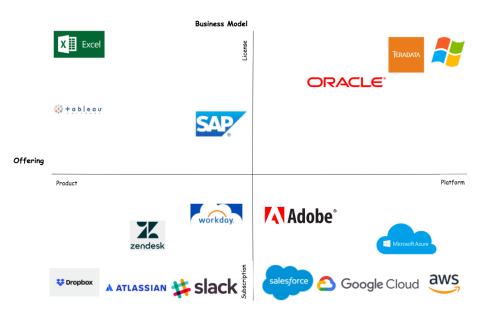 Business Model
License
Excel
TERADATA
ORACLE
tableau
SAP
Offering
Product
Platform
workday.
Adobe
zendesk
Microsoft Azure
Subscription
Dropbox
ATLASSIAN
slack
salesforce
Google Cloud
aws